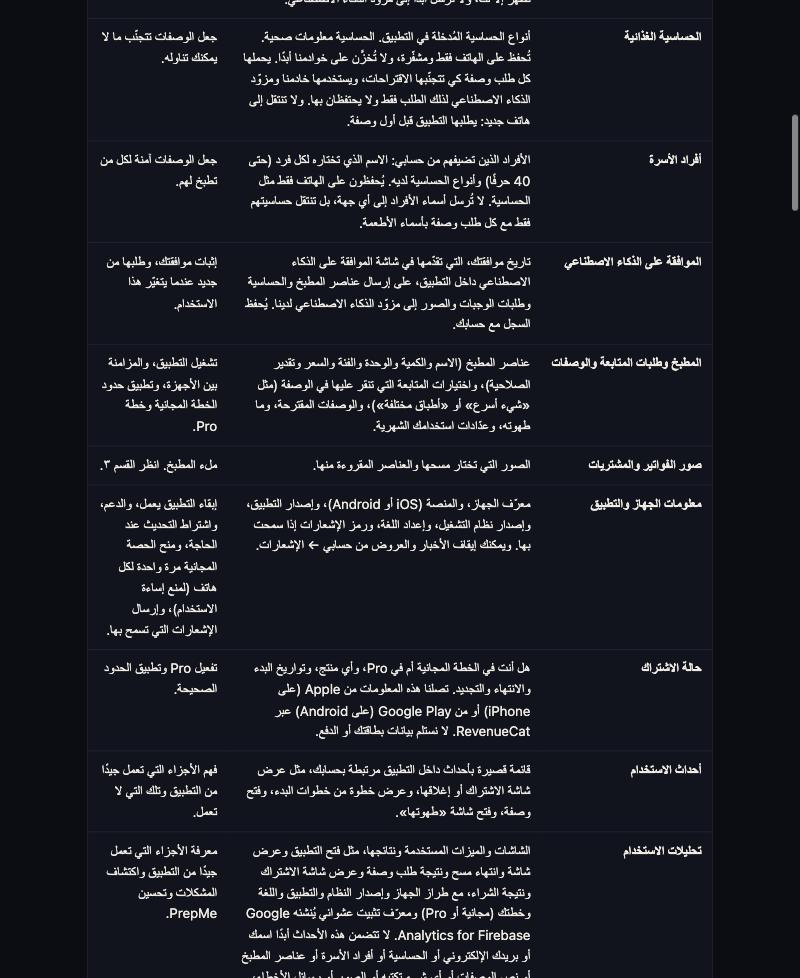 تظهر إلا لك، ولا تُرسل أبدًا إلى مزوّد الذكاء الاصطناعي.
الحساسية الغذائية
أنواع الحساسية المُدخلة في التطبيق. الحساسية معلومات صحية.
تُحفظ على الهاتف فقط ومشفّرة، ولا تُخزَّن على خوادمنا أبدًا. يحملها
كل طلب وصفة كي تتجنّبها الاقتراحات، ويستخدمها خادمنا ومزوّد
الذكاء الاصطناعي لذلك الطلب فقط ولا يحتفظان بها. ولا تنتقل إلى
هاتف جديد: يطلبها التطبيق قبل أول وصفة.
جعل الوصفات تتجنّب ما لا
يمكنك تناوله.
أفراد الأسرة
الأفراد الذين تضيفهم من حسابي: الاسم الذي تختاره لكل فرد (حتى
40 حرفًا) وأنواع الحساسية لديه. يُحفظون على الهاتف فقط مثل
الحساسية. لا تُرسل أسماء الأفراد إلى أي جهة، بل تنتقل حساسيتهم
فقط مع كل طلب وصفة بأسماء الأطعمة.
جعل الوصفات آمنة لكل من
تطبخ لهم.
الموافقة على الذكاء الاصطناعي
تاريخ موافقتك، التي تقدّمها في شاشة الموافقة على الذكاء
الاصطناعي داخل التطبيق، على إرسال عناصر المطبخ والحساسية
وطلبات الوجبات والصور إلى مزوّد الذكاء الاصطناعي لدينا. يُحفظ
السجل مع حسابك.
إثبات موافقتك، وطلبها من
جديد عندما يتغيّر هذا
الاستخدام.
المطبخ وطلبات المتابعة والوصفات
عناصر المطبخ (الاسم والكمية والوحدة والفئة والسعر وتقدير
الصلاحية)، واختيارات المتابعة التي تنقر عليها في الوصفة (مثل
«شيء أسرع» أو «أطباق مختلفة»)، والوصفات المقترحة، وما
طهوته، وعدّادات استخدامك الشهرية.
تشغيل التطبيق، والمزامنة
بين الأجهزة، وتطبيق حدود
الخطة المجانية وخطة
Pro.
صور الفواتير والمشتريات
الصور التي تختار مسحها والعناصر المقروءة منها.
ملء المطبخ. انظر القسم ٣.
معلومات الجهاز والتطبيق
معرّف الجهاز، والمنصة (iOS أو Android)، وإصدار التطبيق،
وإصدار نظام التشغيل، وإعداد اللغة، ورمز الإشعارات إذا سمحت
بها. ويمكنك إيقاف الأخبار والعروض من حسابي ← الإشعارات.
إبقاء التطبيق يعمل، والدعم،
واشتراط التحديث عند
الحاجة، ومنح الحصة
المجانية مرة واحدة لكل
هاتف (لمنع إساءة
الاستخدام)، وإرسال
الإشعارات التي تسمح بها.
حالة الاشتراك
هل أنت في الخطة المجانية أم في Pro، وأي منتج، وتواريخ البدء
والانتهاء والتجديد. تصلنا هذه المعلومات من Apple (على
iPhone) أو من Google Play (على Android) عبر
RevenueCat. لا نستلم بيانات بطاقتك أو الدفع.
تفعيل Pro وتطبيق الحدود
الصحيحة.
أحداث الاستخدام
قائمة قصيرة بأحداث داخل التطبيق مرتبطة بحسابك، مثل عرض
شاشة الاشتراك أو إغلاقها، وعرض خطوة من خطوات البدء، وفتح
وصفة، وفتح شاشة «طهوتها».
فهم الأجزاء التي تعمل جيدًا
من التطبيق وتلك التي لا
تعمل.
تحليلات الاستخدام
الشاشات والميزات المستخدمة ونتائجها، مثل فتح التطبيق وعرض
شاشة وانتهاء مسح ونتيجة طلب وصفة وعرض شاشة الاشتراك
ونتيجة الشراء، مع طراز الجهاز وإصدار النظام والتطبيق واللغة
وخطتك (مجانية أو Pro) ومعرّف تثبيت عشوائي يُنشئه Google
Analytics for Firebase. لا تتضمن هذه الأحداث أبدًا اسمك
أو بريدك الإلكتروني أو الحساسية أو أفراد الأسرة أو عناصر المطبخ
معرفة الأجزاء التي تعمل
جيدًا من التطبيق واكتشاف
المشكلات وتحسين
PrepMe.